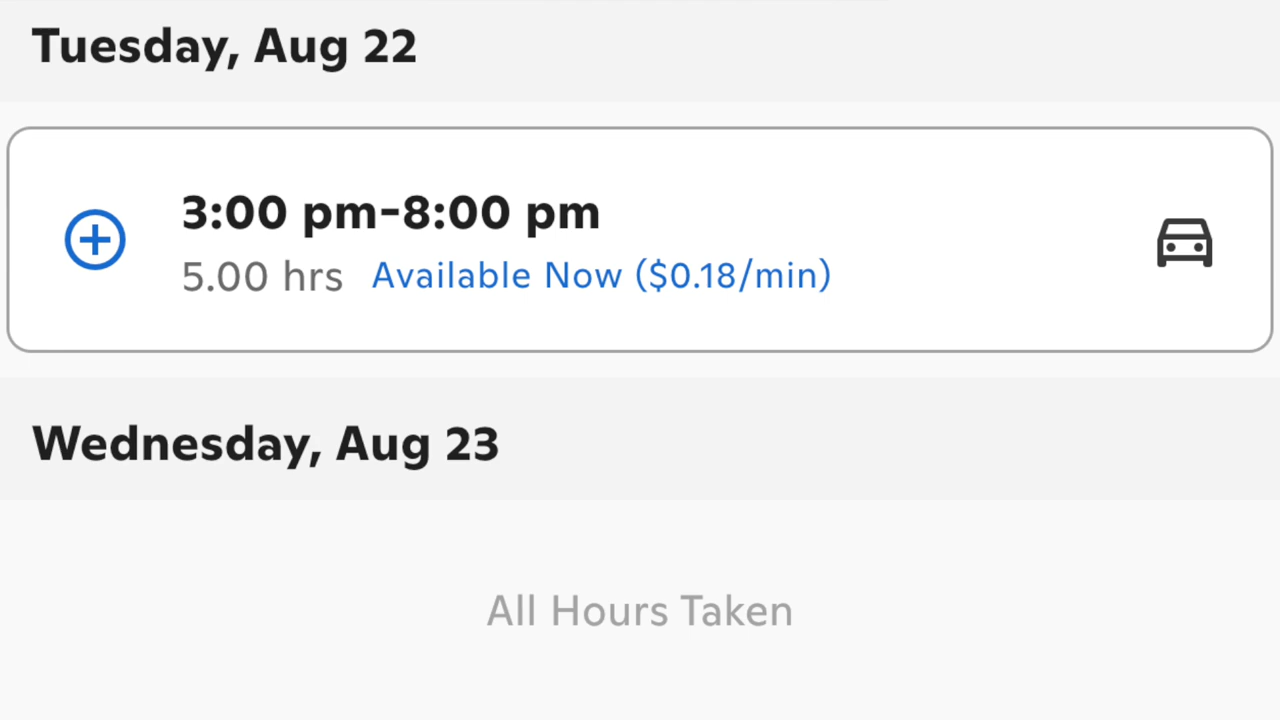 Tuesday, Aug 22
3:00 pm-8:00 pm
5.00 hrs Available Now ($0.18/min)
Wednesday, Aug 23
All Hours Taken